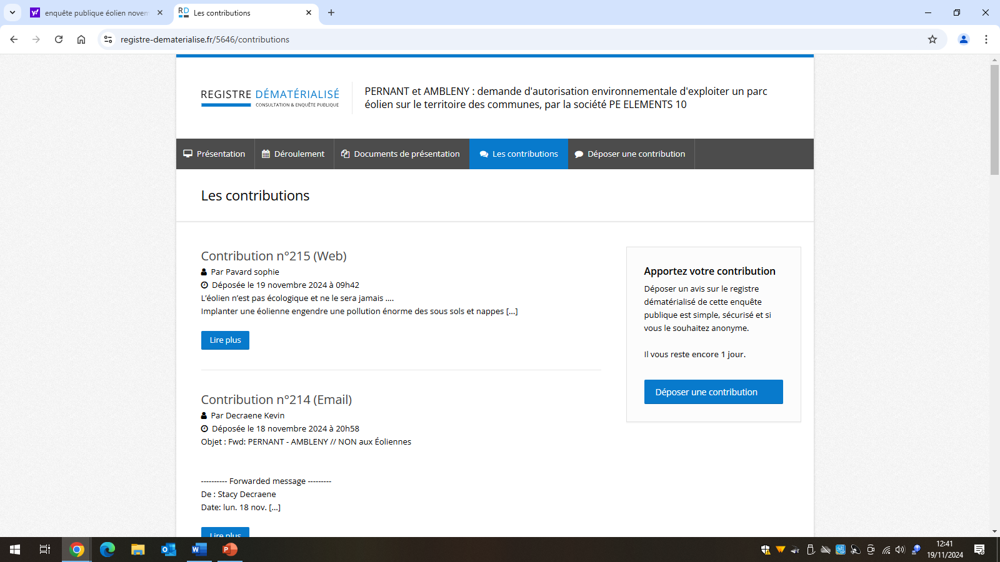 enquête publique éolien novem
Les contributions
registre-dematerialise.fr/5646/contributions
REGISTRE DÉMATÉRIALISÉ
CONSULTATION & ENQUÊTE PUBLIQUE
PERNANT et AMBLENY : demande d'autorisation environnementale d'exploiter un parc
éolien sur le territoire des communes, par la société PE ELEMENTS 10
Présentation
Déroulement
Documents de présentation
Les contributions
Déposer une contribution
Les contributions
Contribution n°215 (Web)
Par Pavard sophie
Déposée le 19 novembre 2024 à 09h42
L’éolien n’est pas écologique et ne le sera jamais ....
Implanter une éolienne engendre une pollution énorme des sous sols et nappes [...]
Lire plus
Contribution n°214 (Email)
Par Decraene Kevin
Déposée le 18 novembre 2024 à 20h58
Objet : Fwd: PERNANT - AMBLENY // NON aux Éoliennes
---------- Forwarded message ---------
De : Stacy Decraene
Date: lun. 18 nov. [...]
Lire plus
Apportez votre contribution
Déposer un avis sur le registre
dématérialisé de cette enquête
publique est simple, sécurisé et si
vous le souhaitez anonyme.
Il vous reste encore 1 jour.
Déposer une contribution
12:41
19/11/2024